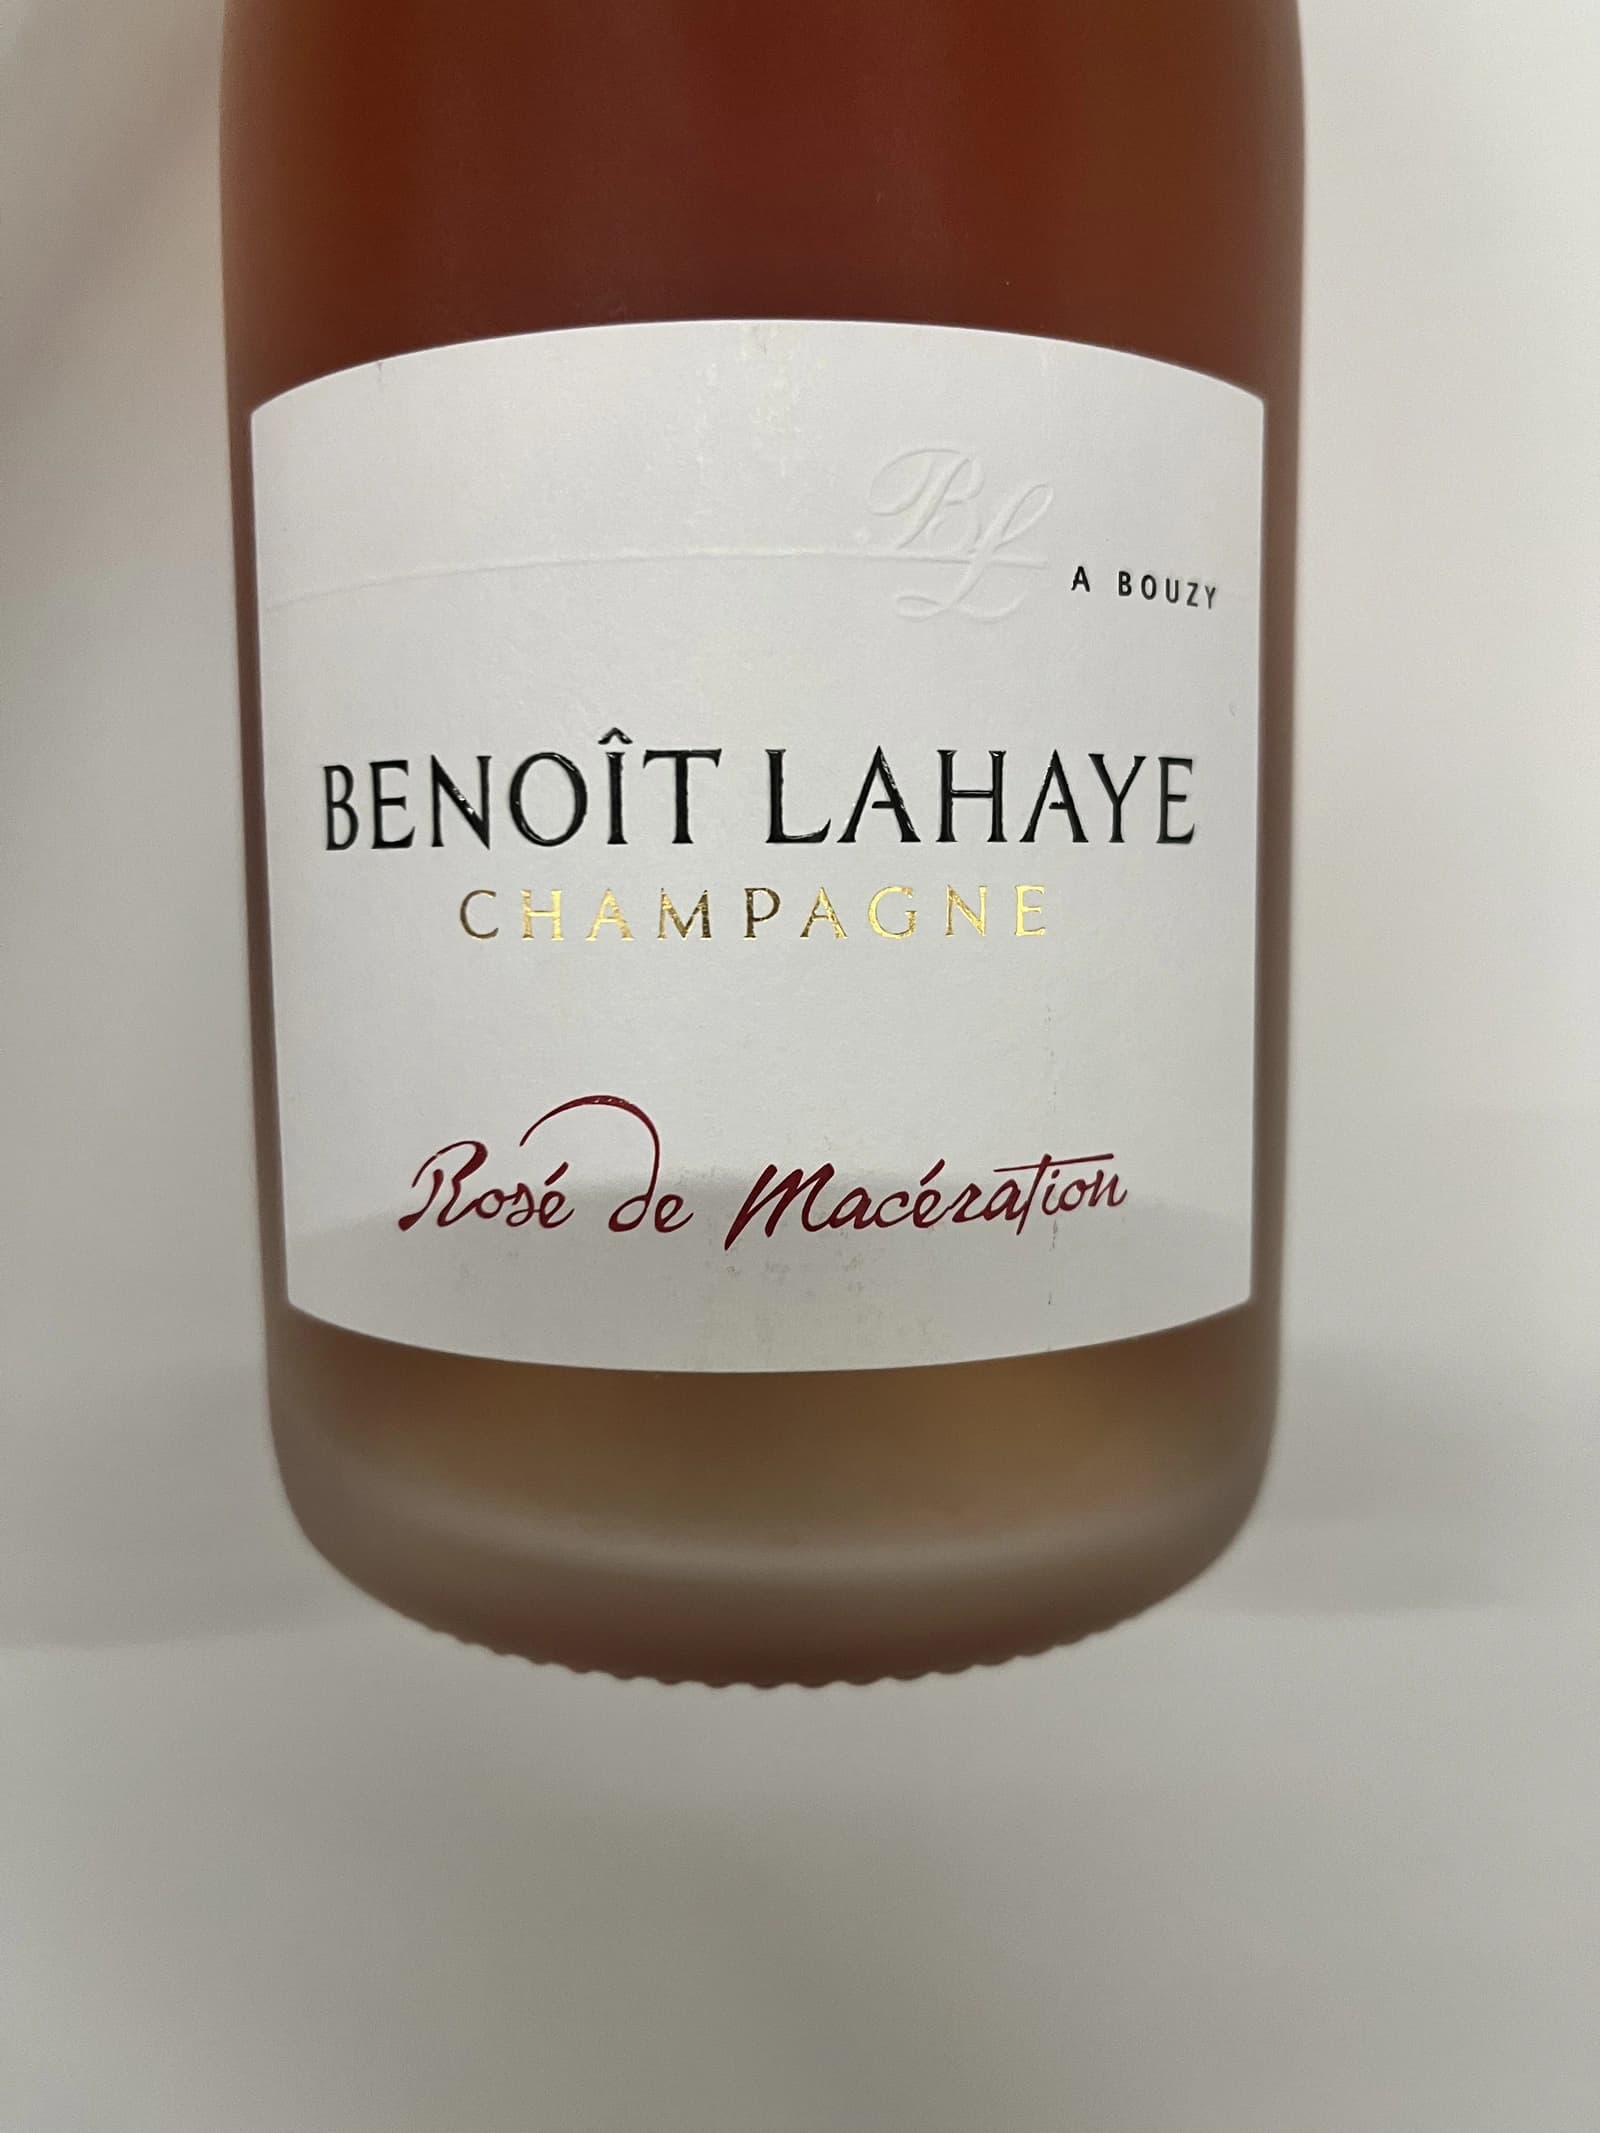 BL
A BOUZY
BENOÎT LAHAYE
CHAMPAGNE
Rosé de Macération